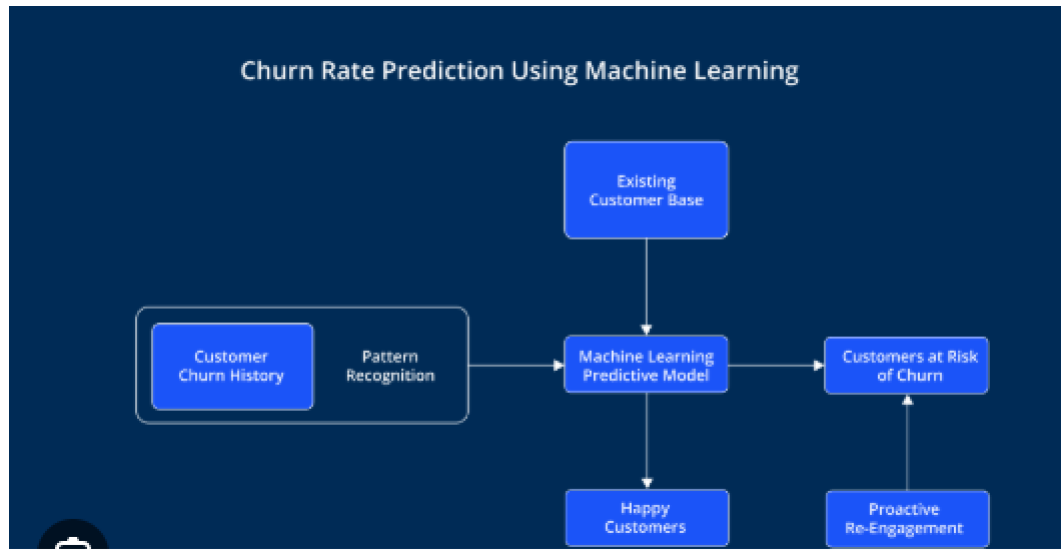 Churn Rate Prediction Using Machine Learning
Existing
Customer Base
Customer
Churn History
Pattern
Recognition
Machine Learning
Predictive Model
Customers at Risk
of Churn
Happy
Customers
Proactive
Re-Engagement